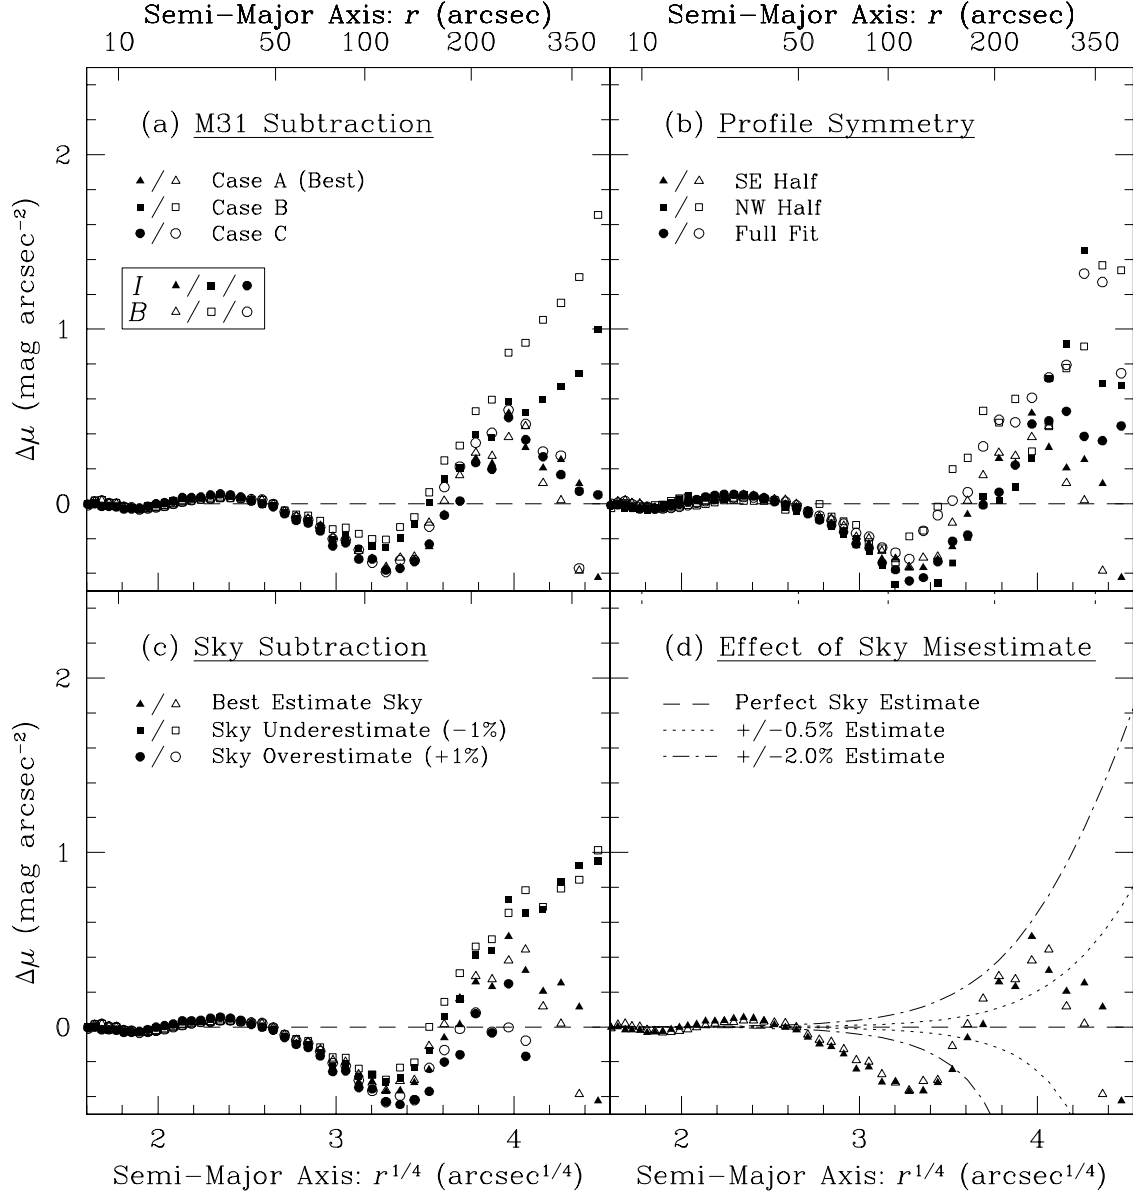 Semi-Major Axis: r (arcsec)
Semi-Major Axis: r (arcsec)
10 50 100 200 350
10 50 100 200 350
(a) M31 Subtraction
▲/△ Case A (Best)
■/□ Case B
●/○ Case C
I ▲/■/●
B △/□/○
2
1
0
Δμ (mag arcsec⁻²)
(b) Profile Symmetry
▲/△ SE Half
■/□ NW Half
●/○ Full Fit
(c) Sky Subtraction
▲/△ Best Estimate Sky
■/□ Sky Underestimate (−1%)
●/○ Sky Overestimate (+1%)
2
1
0
Δμ (mag arcsec⁻²)
(d) Effect of Sky Misestimate
Perfect Sky Estimate
+/−0.5% Estimate
+/−2.0% Estimate
2 3 4
2 3 4
Semi-Major Axis: r^1/4 (arcsec^1/4)
Semi-Major Axis: r^1/4 (arcsec^1/4)